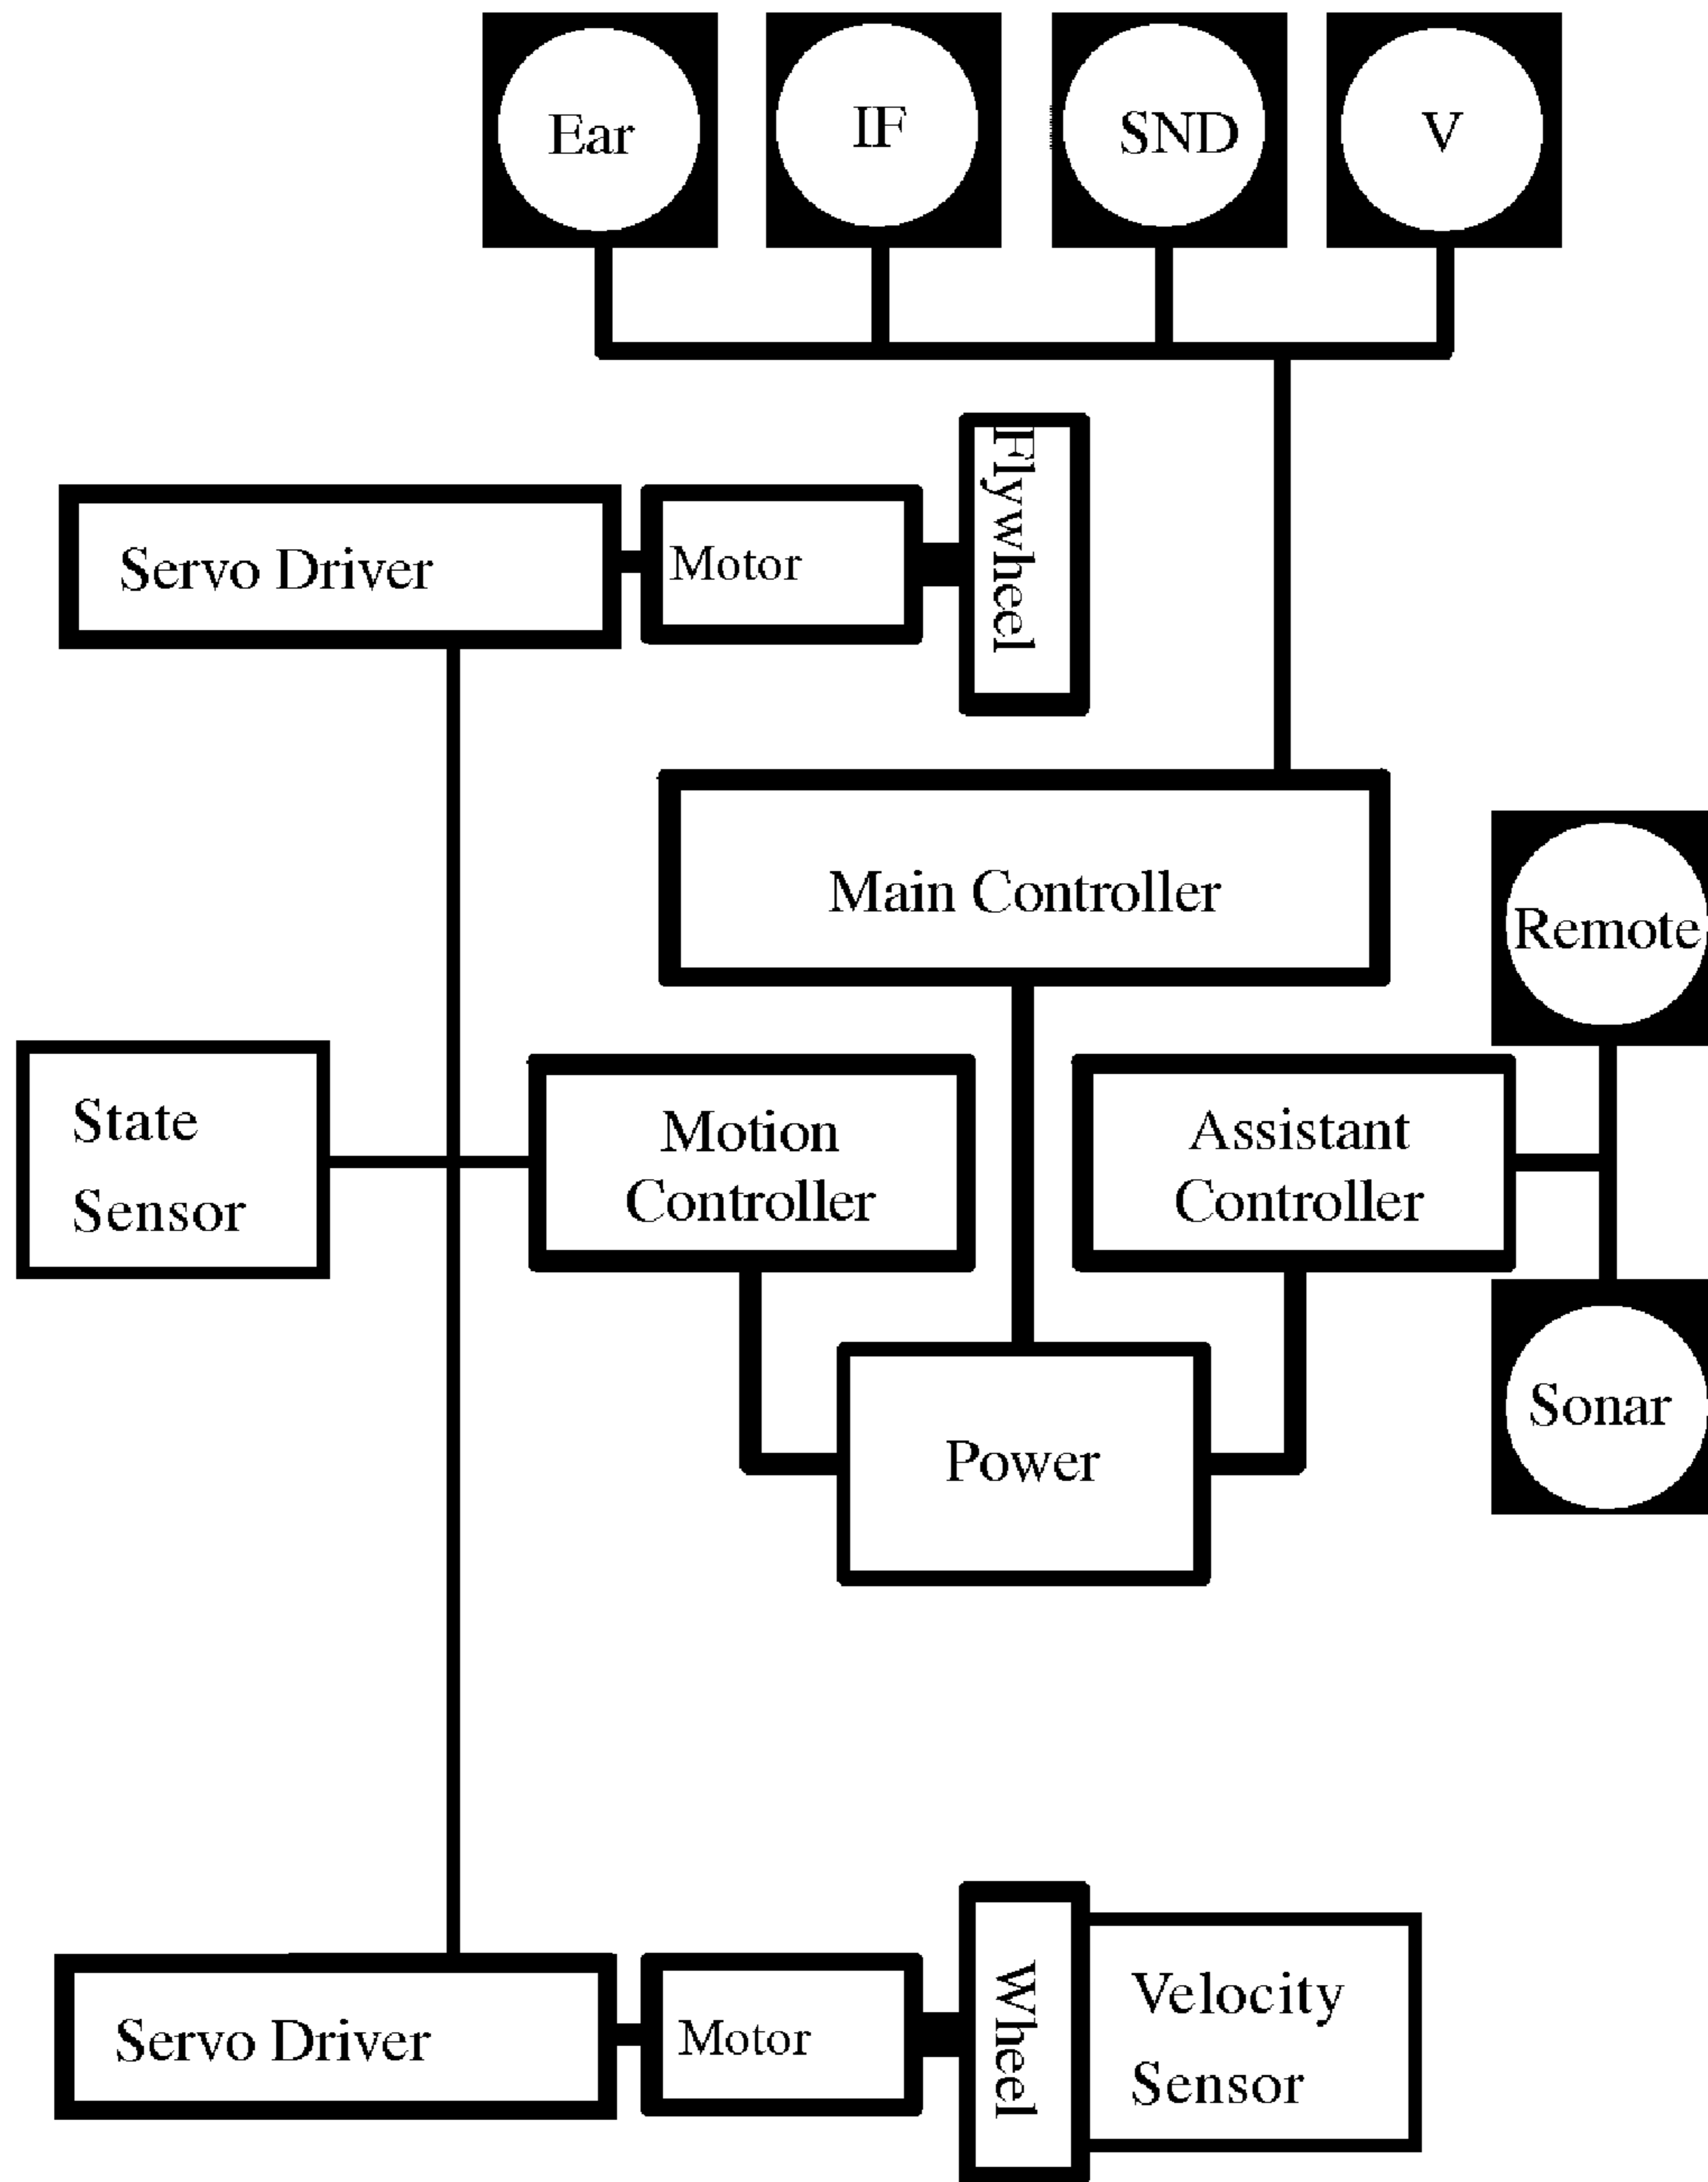 Ear
IF
SND
V
Flywheel
Servo Driver
Motor
Main Controller
Remote
State
Sensor
Motion
Controller
Assistant
Controller
Sonar
Power
Servo Driver
Motor
Wheel
Velocity
Sensor